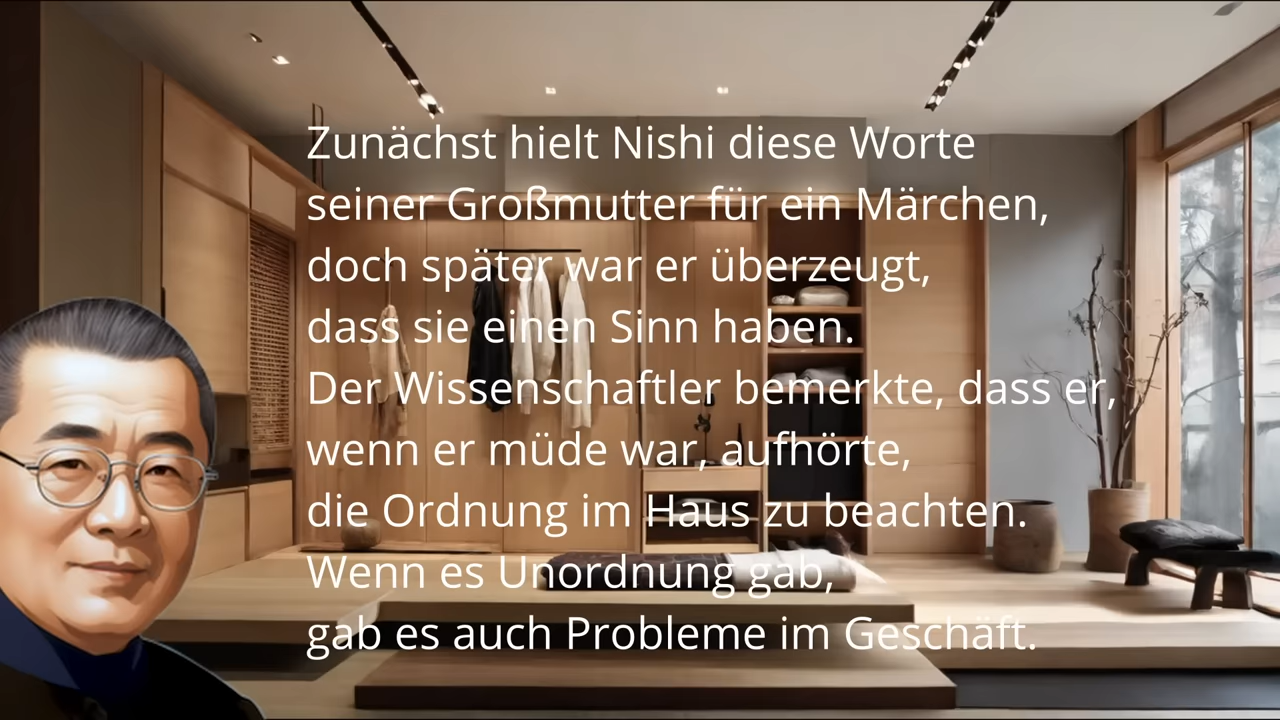 Zunächst hielt Nishi diese Worte
seiner Großmutter für ein Märchen,
doch später war er überzeugt,
dass sie einen Sinn haben.
Der Wissenschaftler bemerkte, dass er,
wenn er müde war, aufhörte,
die Ordnung im Haus zu beachten.
Wenn es Unordnung gab,
gab es auch Probleme im Geschäft.